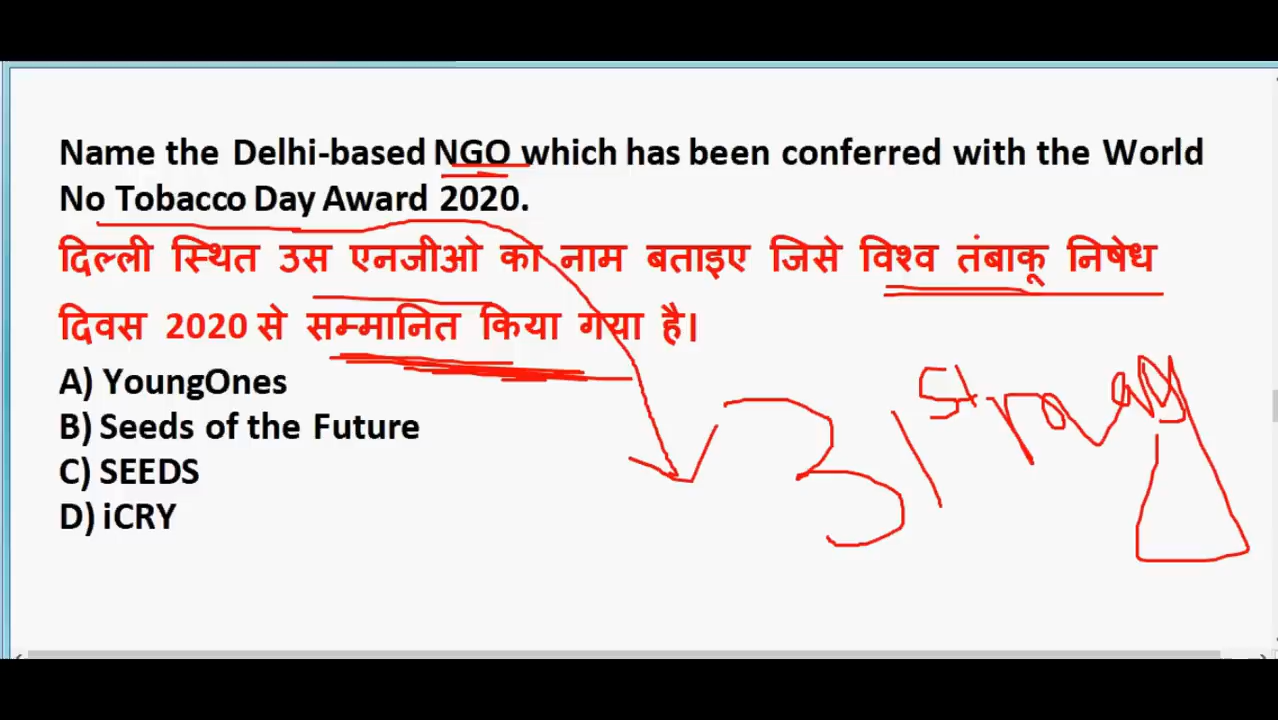 Name the Delhi-based NGO which has been conferred with the World
No Tobacco Day Award 2020.
दिल्ली स्थित उस एनजीओ का नाम बताइए जिसे विश्व तंबाकू निषेध
दिवस 2020 से सम्मानित किया गया है।
A) YoungOnes
B) Seeds of the Future
C) SEEDS
D) iCRY
31st may